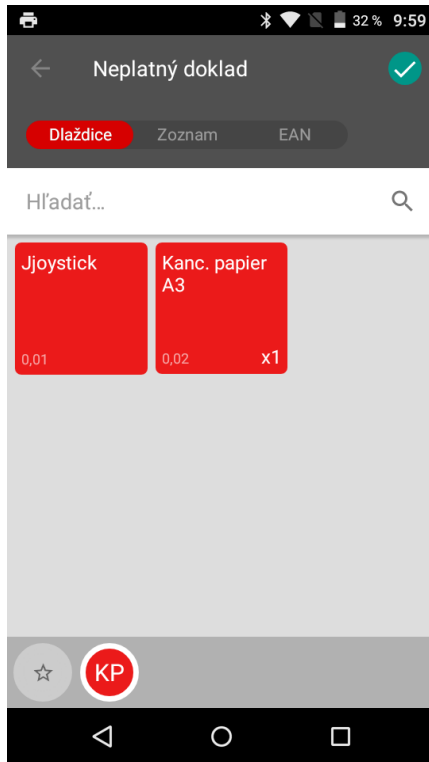 32 % 9:59
Neplatný doklad
Dlaždice Zoznam EAN
Hľadať...
Jjoystick
0,01
Kanc. papier
A3
0,02 x1
KP